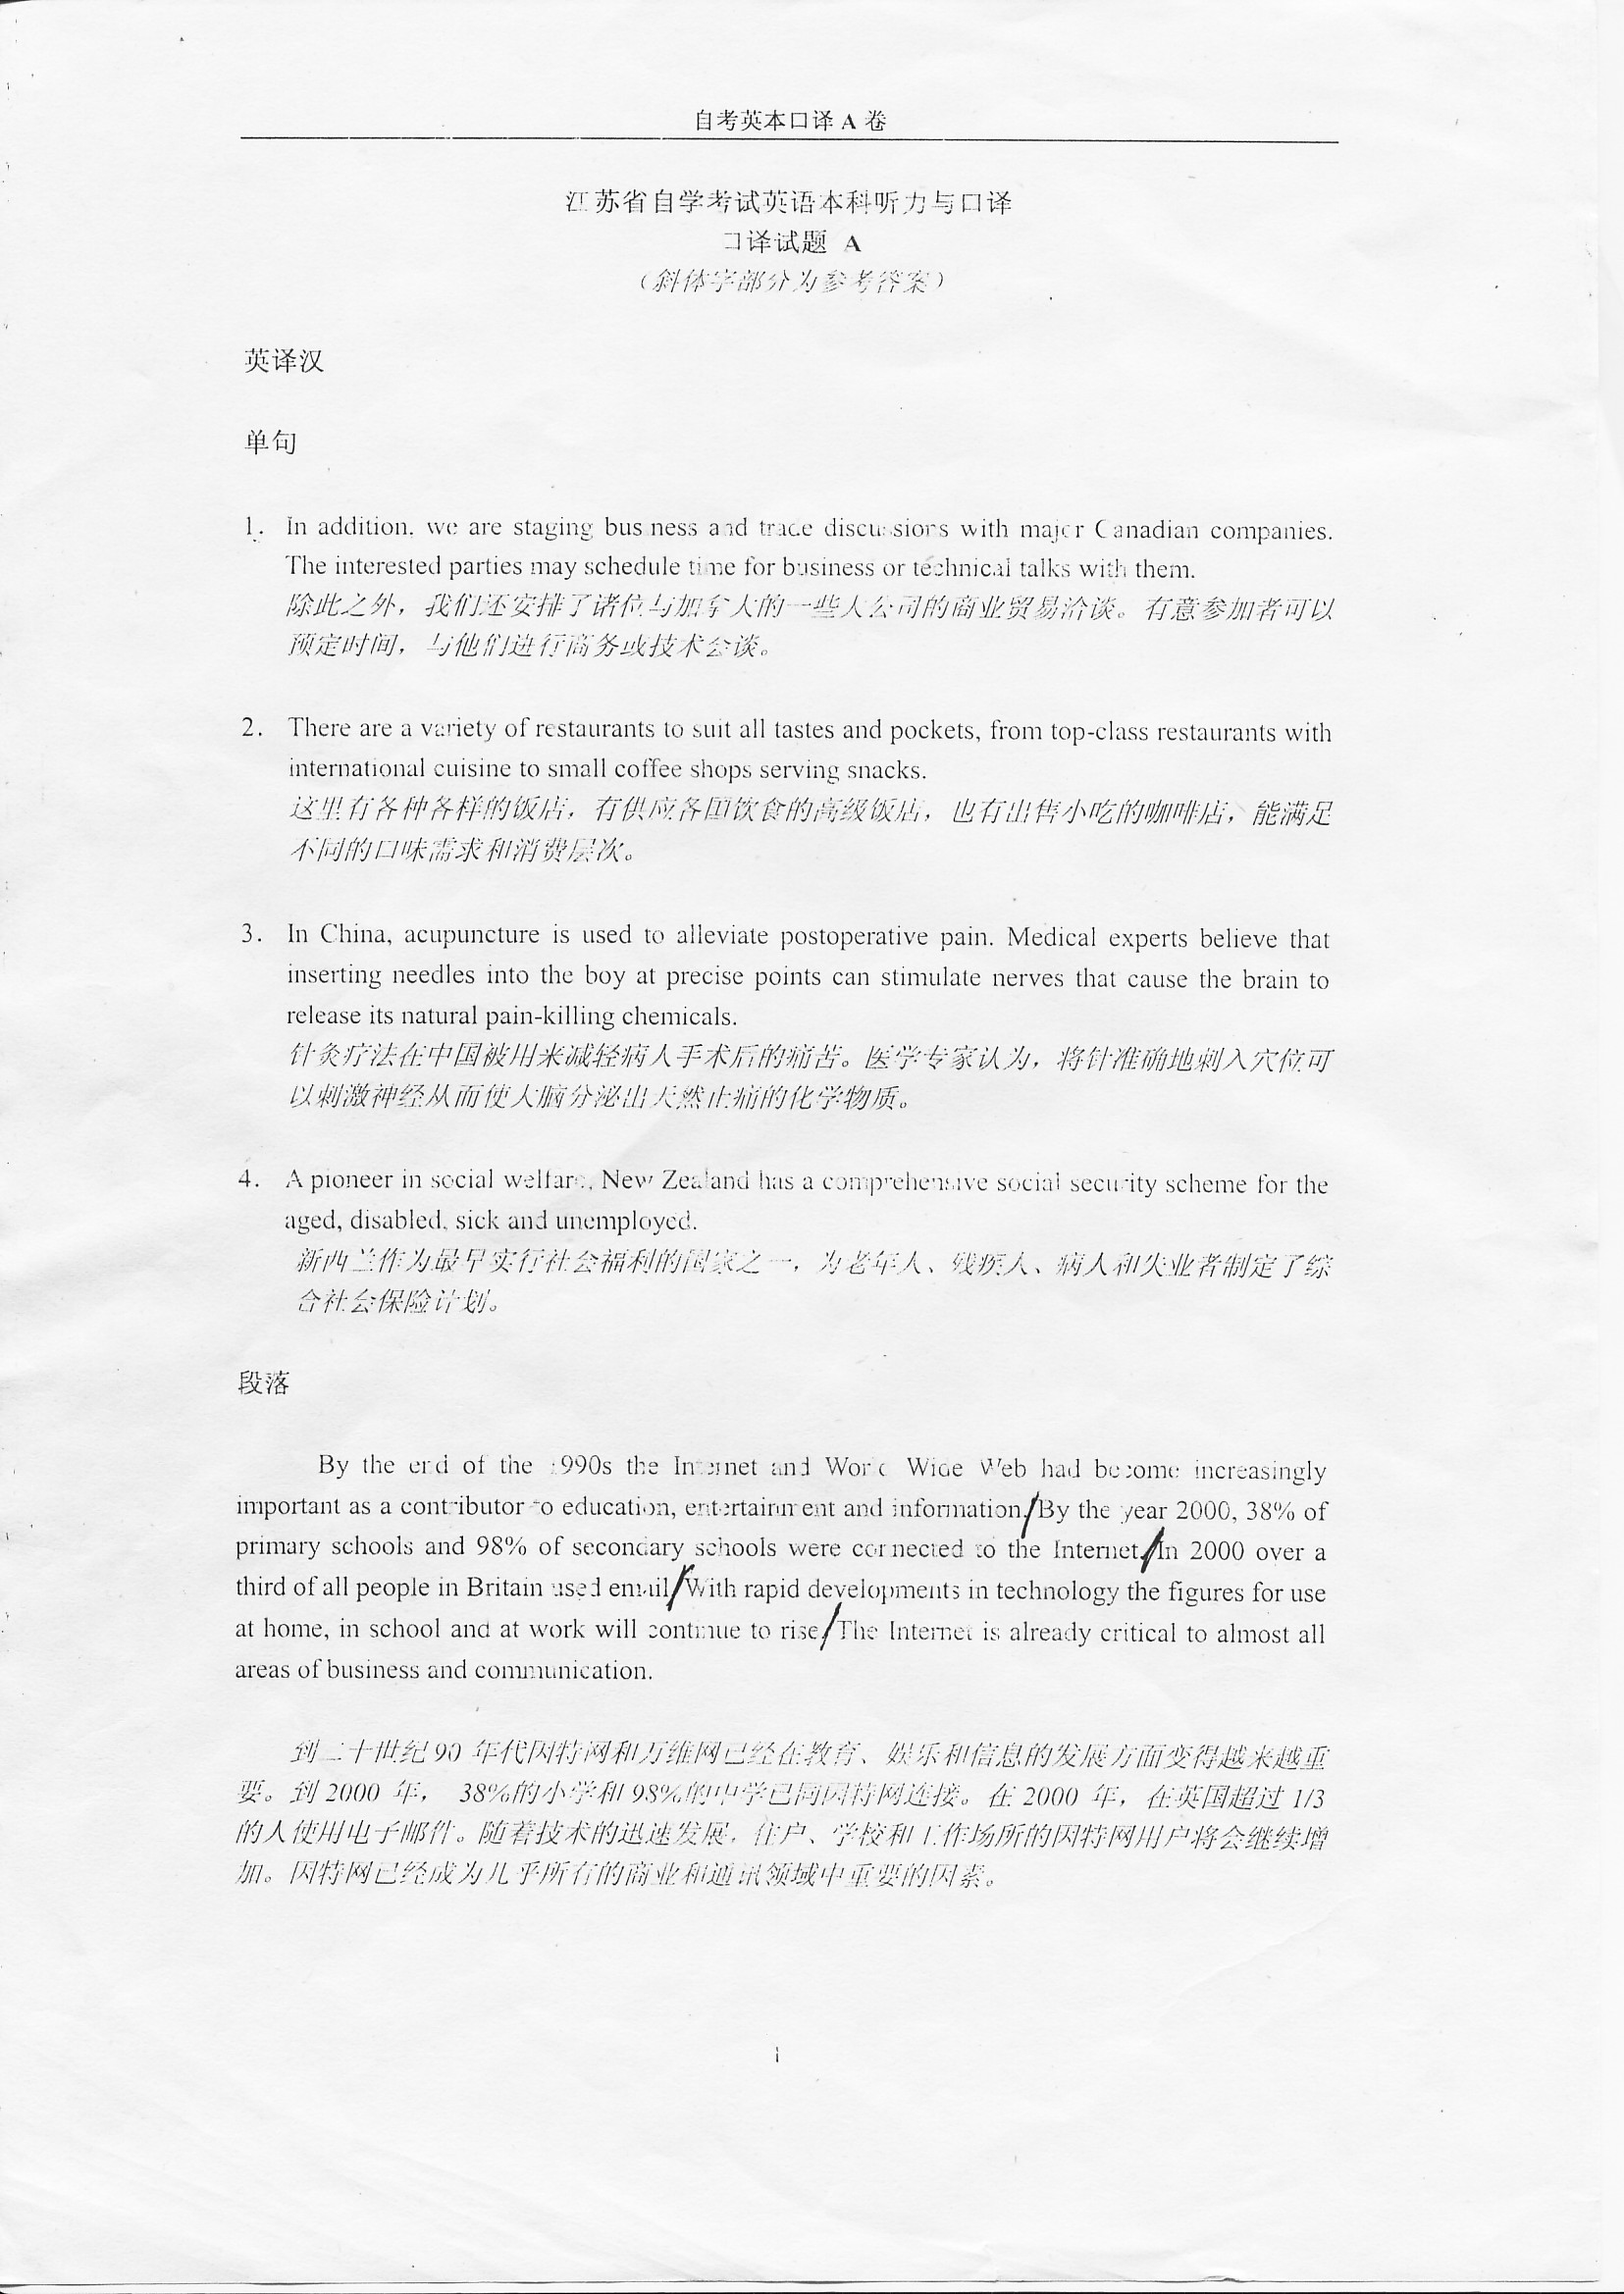 自考英本口译 A 卷
江苏省自学考试英语本科听力与口译
口译试题 A
（斜体字部分为参考答案）
英译汉
单句
1. In addition, we are staging business and trade discussions with major Canadian companies.
The interested parties may schedule time for business or technical talks with them.
除此之外，我们还安排了诸位与加拿大的一些大公司的商业贸易洽谈。有意参加者可以
预定时间，与他们进行商务或技术会谈。
2. There are a variety of restaurants to suit all tastes and pockets, from top-class restaurants with
international cuisine to small coffee shops serving snacks.
这里有各种各样的饭店，有供应各国饮食的高级饭店，也有出售小吃的咖啡店，能满足
不同的口味需求和消费层次。
3. In China, acupuncture is used to alleviate postoperative pain. Medical experts believe that
inserting needles into the boy at precise points can stimulate nerves that cause the brain to
release its natural pain-killing chemicals.
针灸疗法在中国被用来减轻病人手术后的痛苦。医学专家认为，将针准确地刺入穴位可
以刺激神经从而使大脑分泌出天然止痛的化学物质。
4. A pioneer in social welfare, New Zealand has a comprehensive social security scheme for the
aged, disabled, sick and unemployed.
新西兰作为最早实行社会福利的国家之一，为老年人、残疾人、病人和失业者制定了综
合社会保险计划。
段落
By the end of the 1990s the Internet and World Wide Web had become increasingly
important as a contributor to education, entertainment and information./By the year 2000, 38% of
primary schools and 98% of secondary schools were connected to the Internet./In 2000 over a
third of all people in Britain used email/With rapid developments in technology the figures for use
at home, in school and at work will continue to rise./The Internet is already critical to almost all
areas of business and communication.
到二十世纪90 年代因特网和万维网已经在教育、娱乐和信息的发展方面变得越来越重
要。到 2000 年， 38%的小学和 98%的中学已同因特网连接。在 2000 年，在英国超过 1/3
的人使用电子邮件。随着技术的迅速发展，住户、学校和工作场所的因特网用户将会继续增
加。因特网已经成为几乎所有的商业和通讯领域中重要的因素。
1